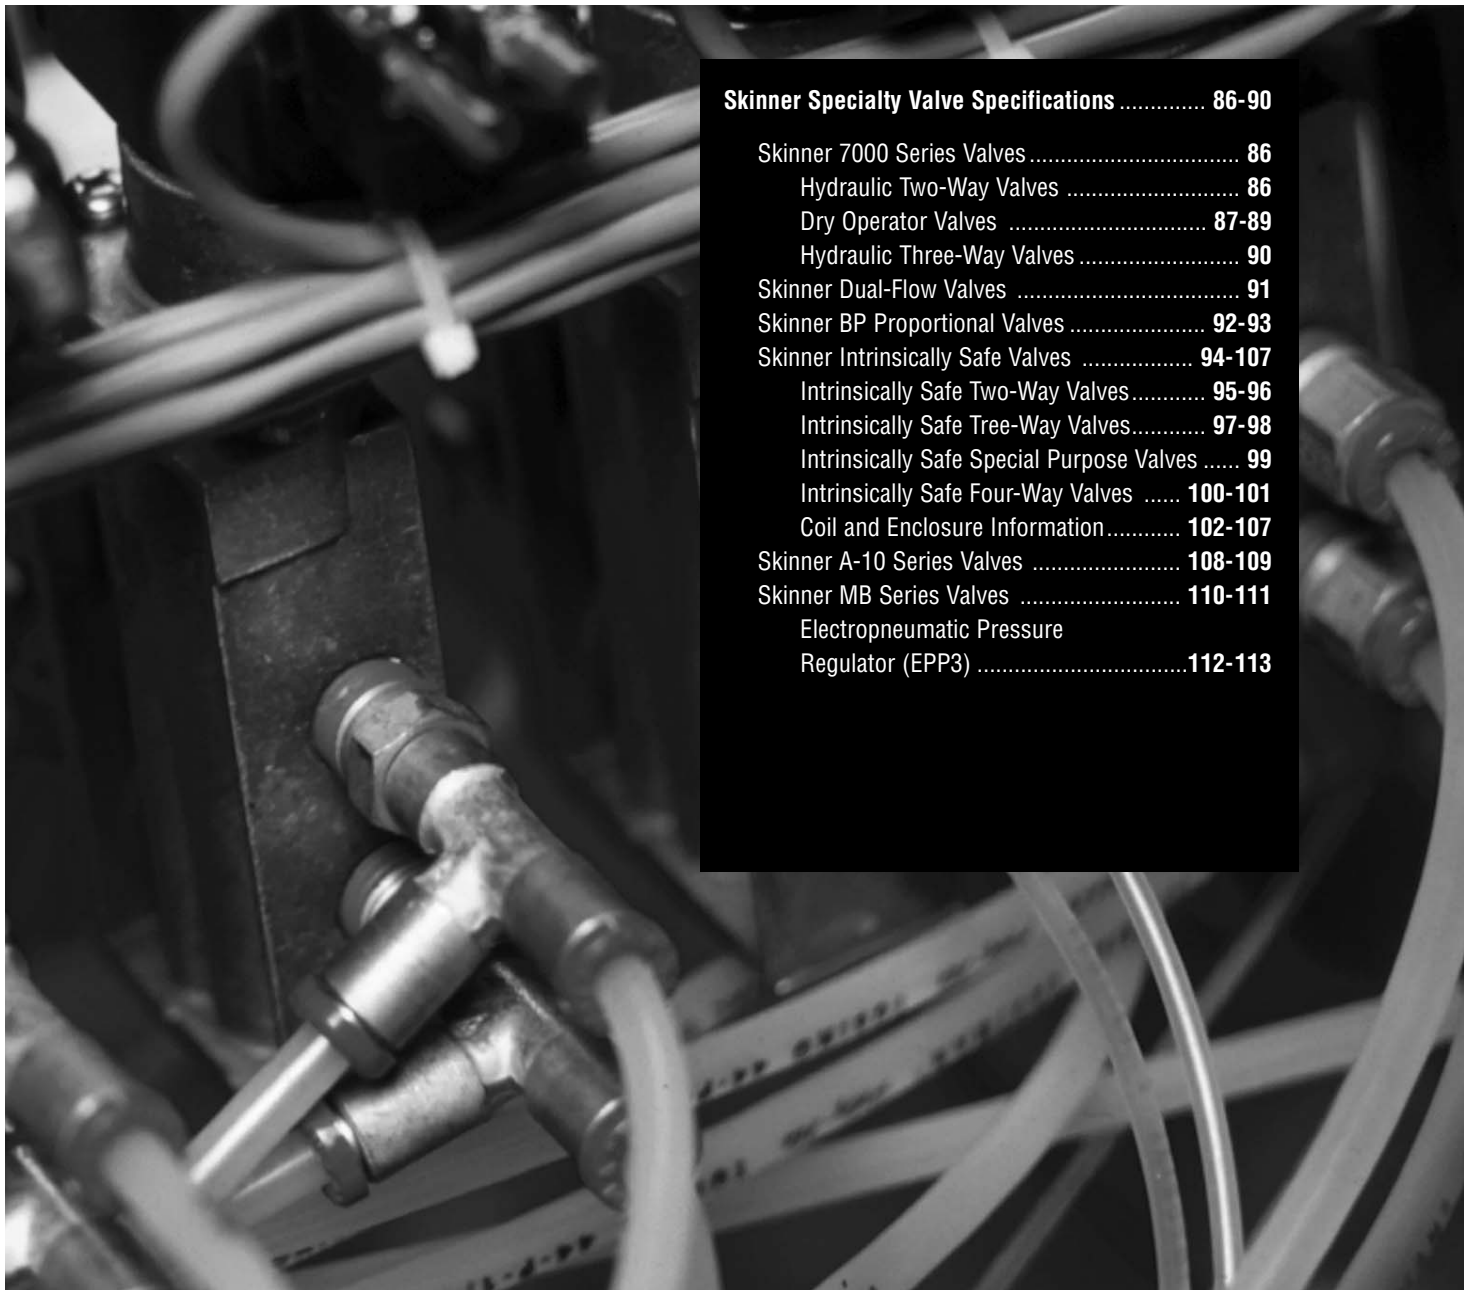 Skinner Specialty Valve Specifications .............. 86-90
Skinner 7000 Series Valves .................................. 86
Hydraulic Two-Way Valves ............................ 86
Dry Operator Valves ................................ 87-89
Hydraulic Three-Way Valves .......................... 90
Skinner Dual-Flow Valves .................................... 91
Skinner BP Proportional Valves ...................... 92-93
Skinner Intrinsically Safe Valves .................. 94-107
Intrinsically Safe Two-Way Valves............ 95-96
Intrinsically Safe Tree-Way Valves............ 97-98
Intrinsically Safe Special Purpose Valves ...... 99
Intrinsically Safe Four-Way Valves ...... 100-101
Coil and Enclosure Information............ 102-107
Skinner A-10 Series Valves ........................ 108-109
Skinner MB Series Valves .......................... 110-111
Electropneumatic Pressure
Regulator (EPP3) ..................................112-113